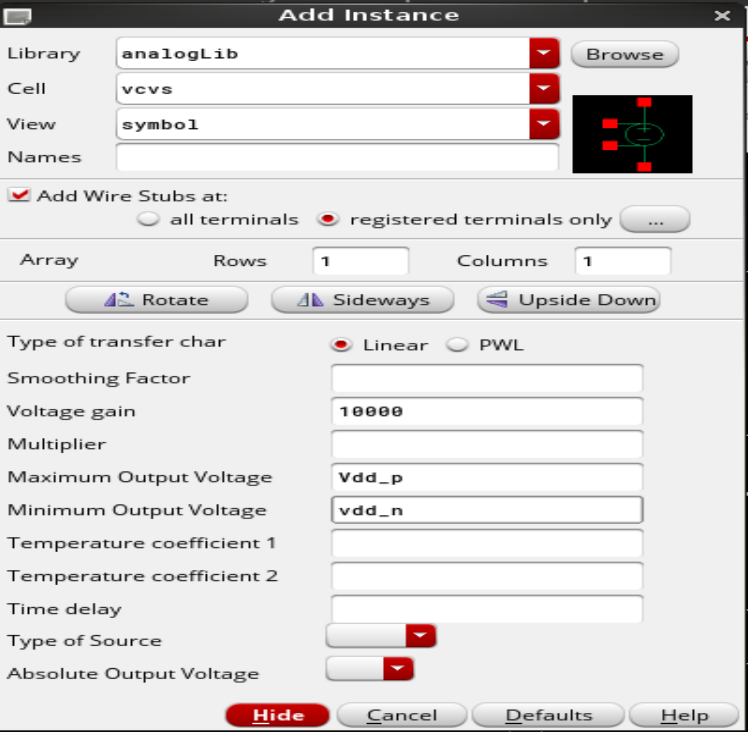 Add Instance
Library analogLib Browse
Cell vcvs
View symbol
Names
Add Wire Stubs at:
all terminals registered terminals only ...
Array Rows 1 Columns 1
Rotate Sideways Upside Down
Type of transfer char Linear PWL
Smoothing Factor
Voltage gain 10000
Multiplier
Maximum Output Voltage Vdd_p
Minimum Output Voltage vdd_n
Temperature coefficient 1
Temperature coefficient 2
Time delay
Type of Source
Absolute Output Voltage
Hide Cancel Defaults Help